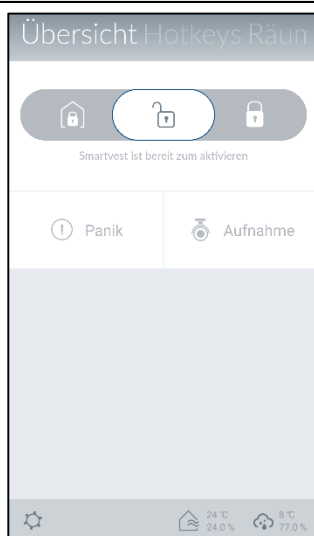 Übersicht Hotkeys Räun
Smartvest ist bereit zum aktivieren
Panik
Aufnahme
24 °C
24.0 %
8 °C
77.0 %